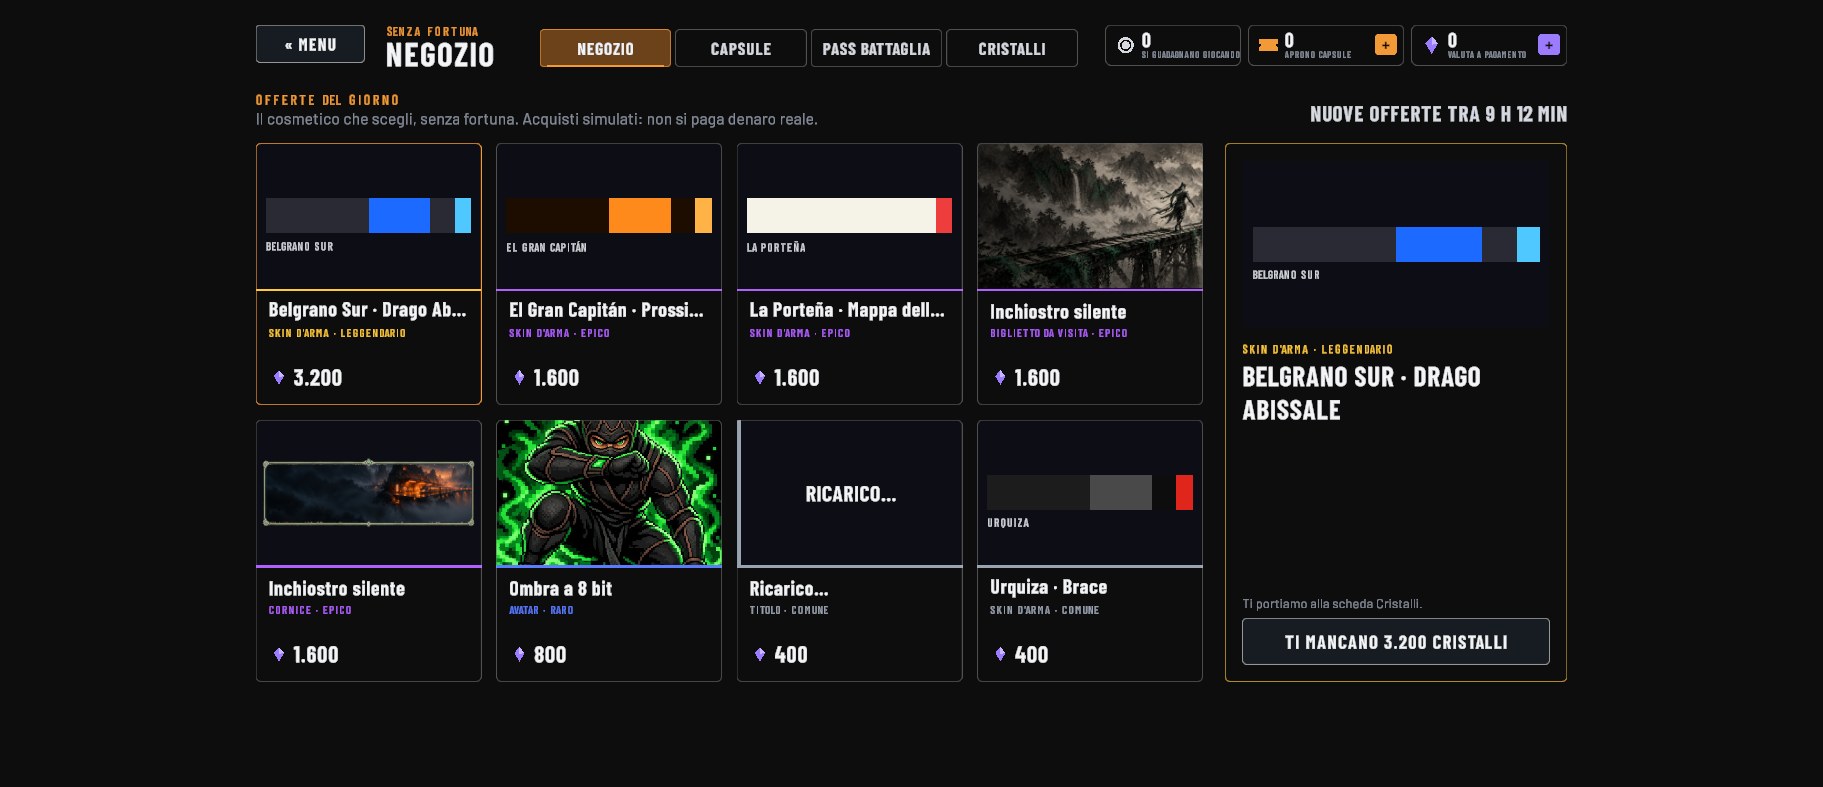 « MENU
SENZA FORTUNA
NEGOZIO
NEGOZIO
CAPSULE
PASS BATTAGLIA
CRISTALLI
0
SI GUADAGNANO GIOCANDO
0
APRONO CAPSULE
+
0
VALUTA A PAGAMENTO
+
OFFERTE DEL GIORNO
Il cosmetico che scegli, senza fortuna. Acquisti simulati: non si paga denaro reale.
NUOVE OFFERTE TRA 9 H 12 MIN
BELGRANO SUR
Belgrano Sur · Drago Ab...
SKIN D'ARMA · LEGGENDARIO
3.200
EL GRAN CAPITÁN
El Gran Capitán · Prossi...
SKIN D'ARMA · EPICO
1.600
LA PORTEÑA
La Porteña · Mappa dell...
SKIN D'ARMA · EPICO
1.600
Inchiostro silente
BIGLIETTO DA VISITA · EPICO
1.600
Inchiostro silente
CORNICE · EPICO
1.600
Ombra a 8 bit
AVATAR · RARO
800
RICARICO...
Ricarico...
TITOLO · COMUNE
400
URQUIZA
Urquiza · Brace
SKIN D'ARMA · COMUNE
400
BELGRANO SUR
SKIN D'ARMA · LEGGENDARIO
BELGRANO SUR · DRAGO
ABISSALE
Ti portiamo alla scheda Cristalli.
TI MANCANO 3.200 CRISTALLI